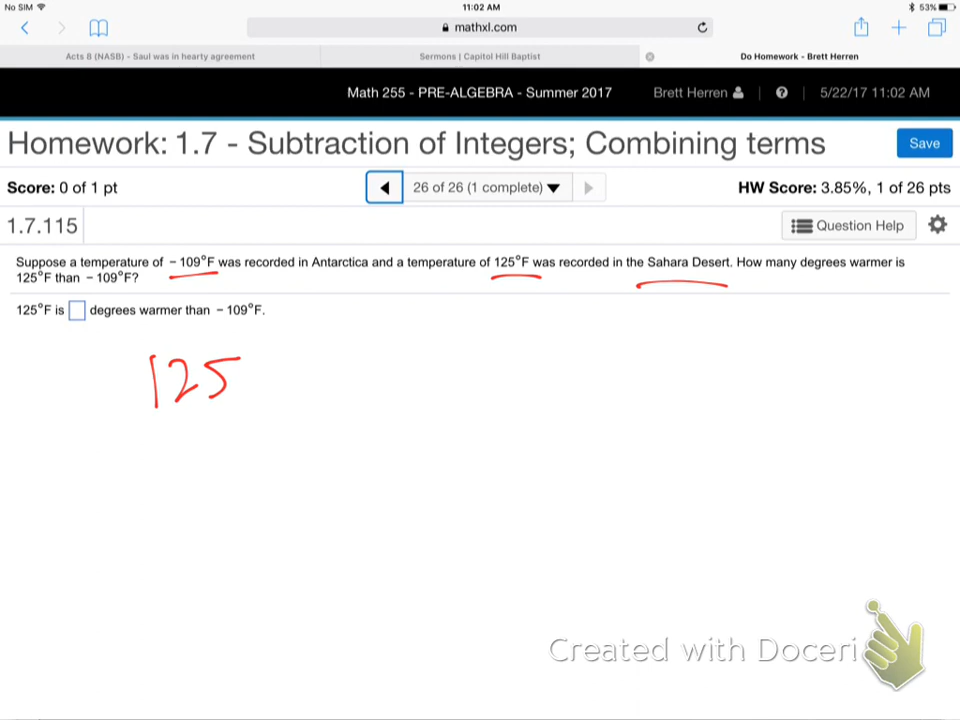 No SIM 11:02 AM 53%
mathxl.com
Acts 8 (NASB) - Saul was in hearty agreement Sermons | Capitol Hill Baptist Do Homework - Brett Herren
Math 255 - PRE-ALGEBRA - Summer 2017 Brett Herren | ? | 5/22/17 11:02 AM
Homework: 1.7 - Subtraction of Integers; Combining terms Save
Score: 0 of 1 pt 26 of 26 (1 complete) HW Score: 3.85%, 1 of 26 pts
1.7.115 Question Help
Suppose a temperature of − 109°F was recorded in Antarctica and a temperature of 125°F was recorded in the Sahara Desert. How many degrees warmer is
125°F than − 109°F?
125°F is degrees warmer than − 109°F.
125
Created with Doceri